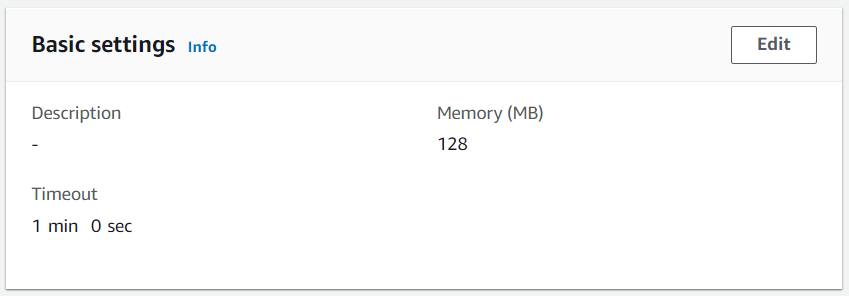 Basic settings Info
Edit
Description
-
Memory (MB)
128
Timeout
1 min 0 sec